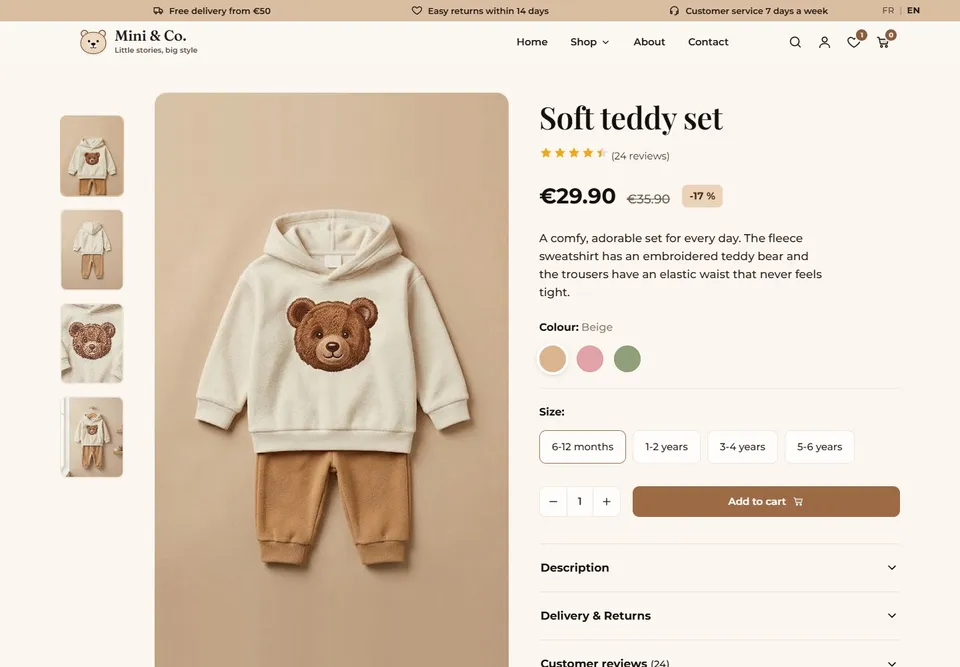 Free delivery from €50
Easy returns within 14 days
Customer service 7 days a week
FR | EN
Mini & Co.
Little stories, big style
Home
Shop
About
Contact
1
0
Soft teddy set
(24 reviews)
€29.90 €35.90 -17 %
A comfy, adorable set for every day. The fleece
sweatshirt has an embroidered teddy bear and
the trousers have an elastic waist that never feels
tight.
Colour: Beige
Size:
6-12 months
1-2 years
3-4 years
5-6 years
− 1 +
Add to cart
Description
Delivery & Returns
Customer reviews (24)